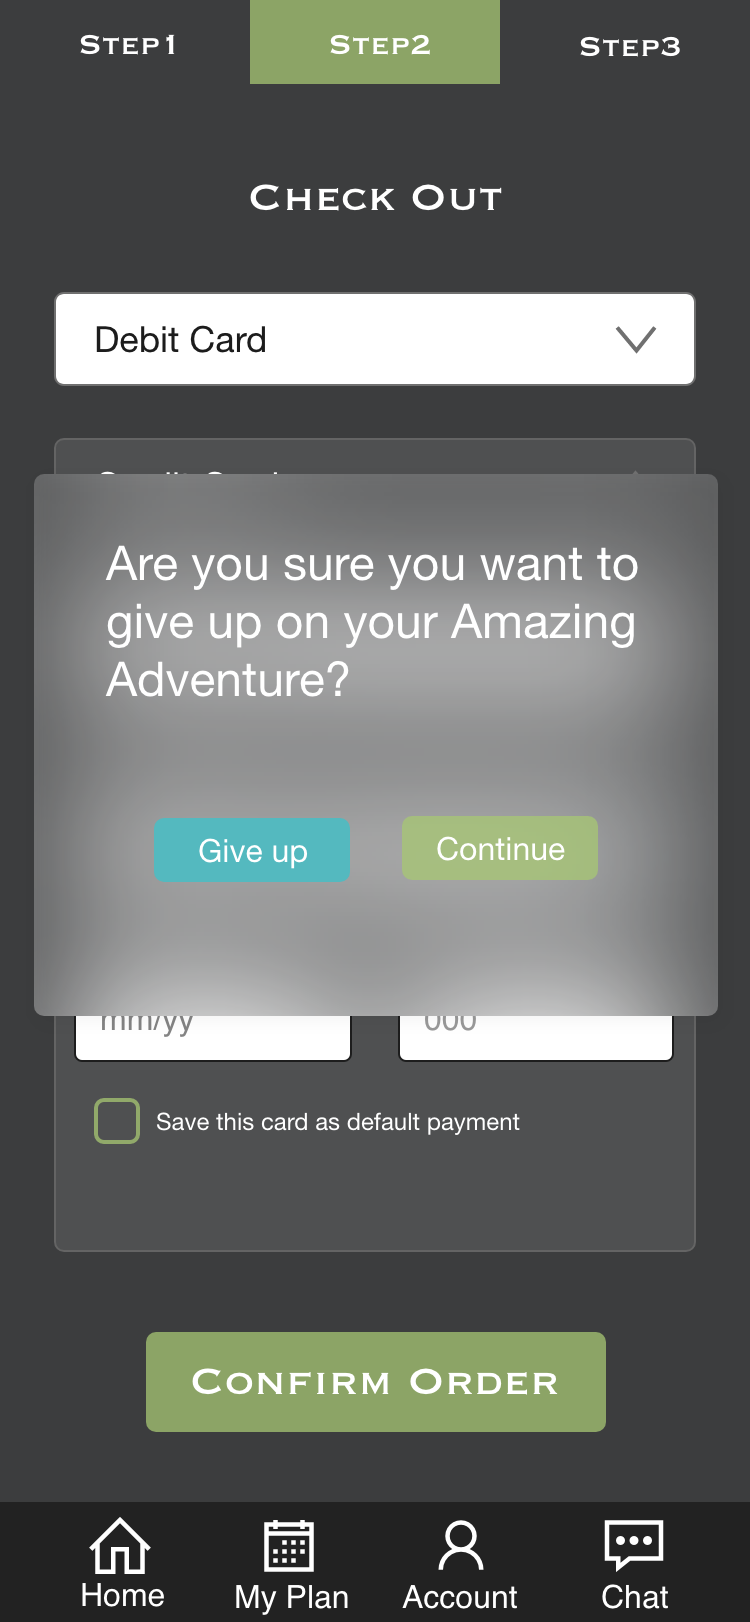 Step1 Step2 Step3
Check Out
Debit Card
Are you sure you want to
give up on your Amazing
Adventure?
Give up Continue
mm/yy 000
Save this card as default payment
Confirm Order
Home My Plan Account Chat